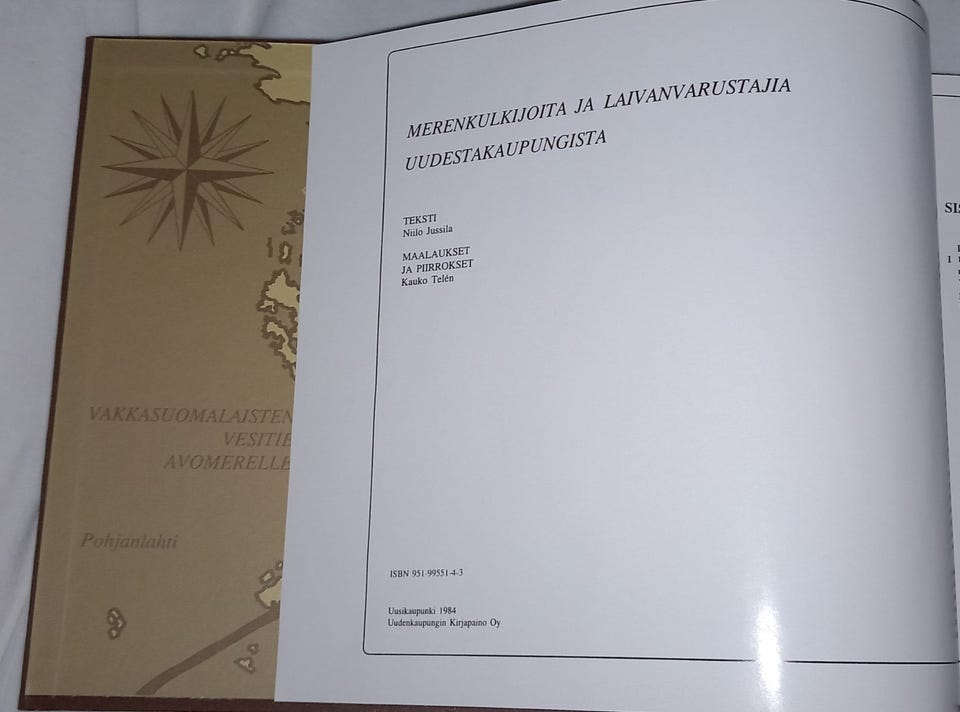 VAKKASUOMALAISTEN
VESITIE
AVOMERELLE
Pohjanlahti
MERENKULKIJOITA JA LAIVANVARUSTAJIA
UUDESTAKAUPUNGISTA
TEKSTI
Niilo Jussila
MAALAUKSET
JA PIIRROKSET
Kauko Telén
ISBN 951-99551-4-3
Uusikaupunki 1984
Uudenkaupungin Kirjapaino Oy